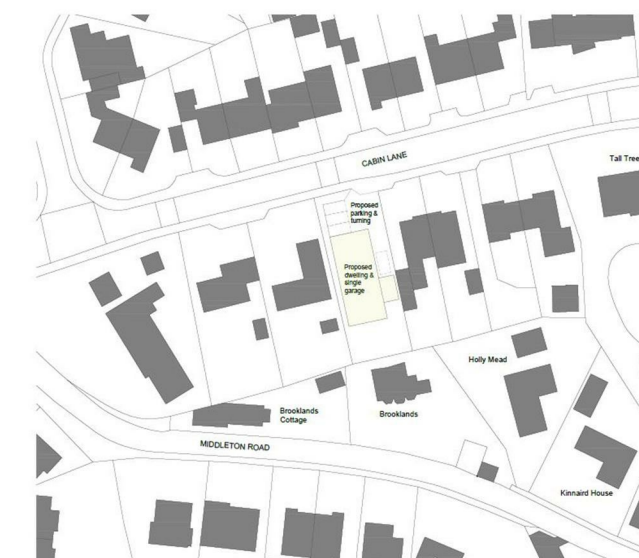 CABIN LANE
Tall Tree
Proposed
parking &
turning
Proposed
dwelling &
single
garage
Holly Mead
Brooklands
Cottage
Brooklands
MIDDLETON ROAD
Kinnaird House